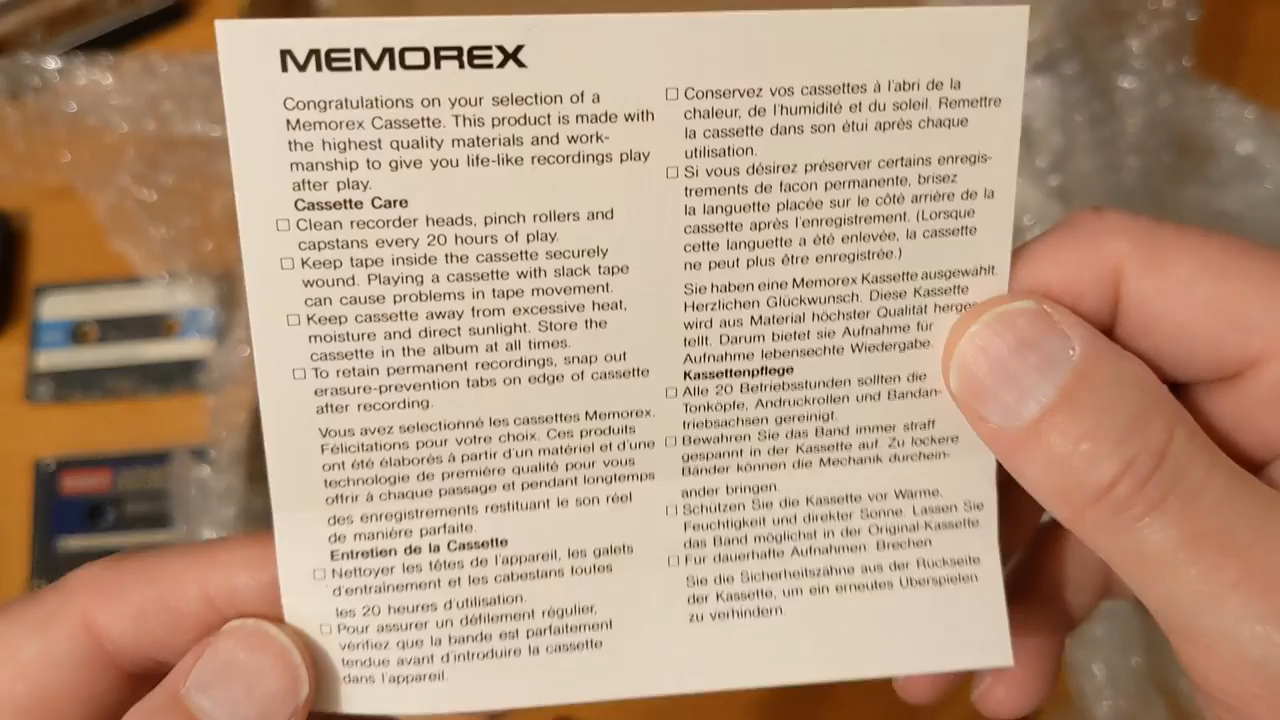 MEMOREX
Congratulations on your selection of a
Memorex Cassette. This product is made with
the highest quality materials and work-
manship to give you life-like recordings play
after play.
Cassette Care
☐ Clean recorder heads, pinch rollers and
capstans every 20 hours of play.
☐ Keep tape inside the cassette securely
wound. Playing a cassette with slack tape
can cause problems in tape movement.
☐ Keep cassette away from excessive heat,
moisture and direct sunlight. Store the
cassette in the album at all times.
☐ To retain permanent recordings, snap out
erasure-prevention tabs on edge of cassette
after recording.
Vous avez selectionné les cassettes Memorex.
Félicitations pour votre choix. Ces produits
ont été élaborés à partir d'un matériel et d'une
technologie de première qualité pour vous
offrir à chaque passage et pendant longtemps
des enregistrements restituant le son réel
de manière parfaite.
Entretien de la Cassette
☐ Nettoyer les têtes de l'appareil, les galets
d'entraînement et les cabestans toutes
les 20 heures d'utilisation.
☐ Pour assurer un défilement régulier,
vérifiez que la bande est parfaitement
tendue avant d'introduire la cassette
dans l'appareil.
☐ Conservez vos cassettes à l'abri de la
chaleur, de l'humidité et du soleil. Remettre
la cassette dans son étui après chaque
utilisation.
☐ Si vous désirez préserver certains enregis-
trements de facon permanente, brisez
la languette placée sur le côté arrière de la
cassette après l'enregistrement. (Lorsque
cette languette a été enlevée, la cassette
ne peut plus être enregistrée.)
Sie haben eine Memorex Kassette ausgewählt.
Herzlichen Glückwunsch. Diese Kassette
wird aus Material höchster Qualität herges-
tellt. Darum bietet sie Aufnahme für
Aufnahme lebensechte Wiedergabe.
Kassettenpflege
☐ Alle 20 Betriebsstunden sollten die
Tonköpfe, Andruckrollen und Bandan-
triebsachsen gereinigt.
☐ Bewahren Sie das Band immer straff
gespannt in der Kassette auf. Zu lockere
Bänder können die Mechanik durchein-
ander bringen.
☐ Schützen Sie die Kassette vor Wärme,
Feuchtigkeit und direkter Sonne. Lassen Sie
das Band möglichst in der Original-Kassette.
☐ Für dauerhafte Aufnahmen: Brechen
Sie die Sicherheitszähne aus der Rückseite
der Kassette, um ein erneutes Überspielen
zu verhindern.